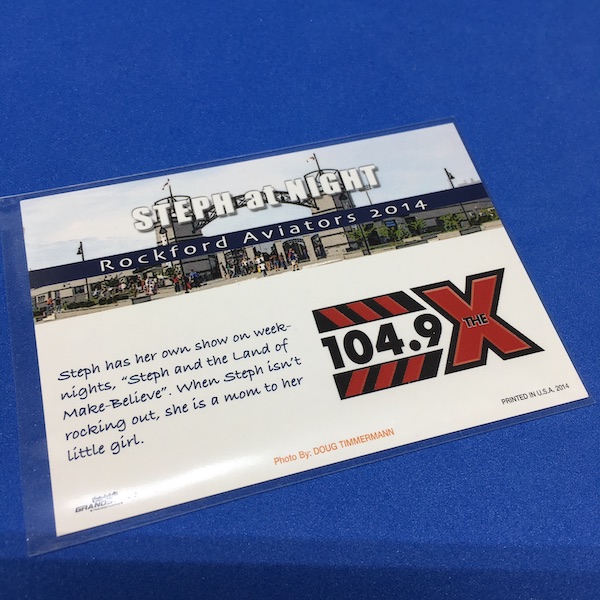 STEPH at NIGHT
Rockford Aviators 2014
Steph has her own show on week-
nights, "Steph and the Land of
Make-Believe". When Steph isn't
rocking out, she is a mom to her
little girl.
104.9
THE
X
PRINTED IN U.S.A. 2014
Photo By: DOUG TIMMERMANN